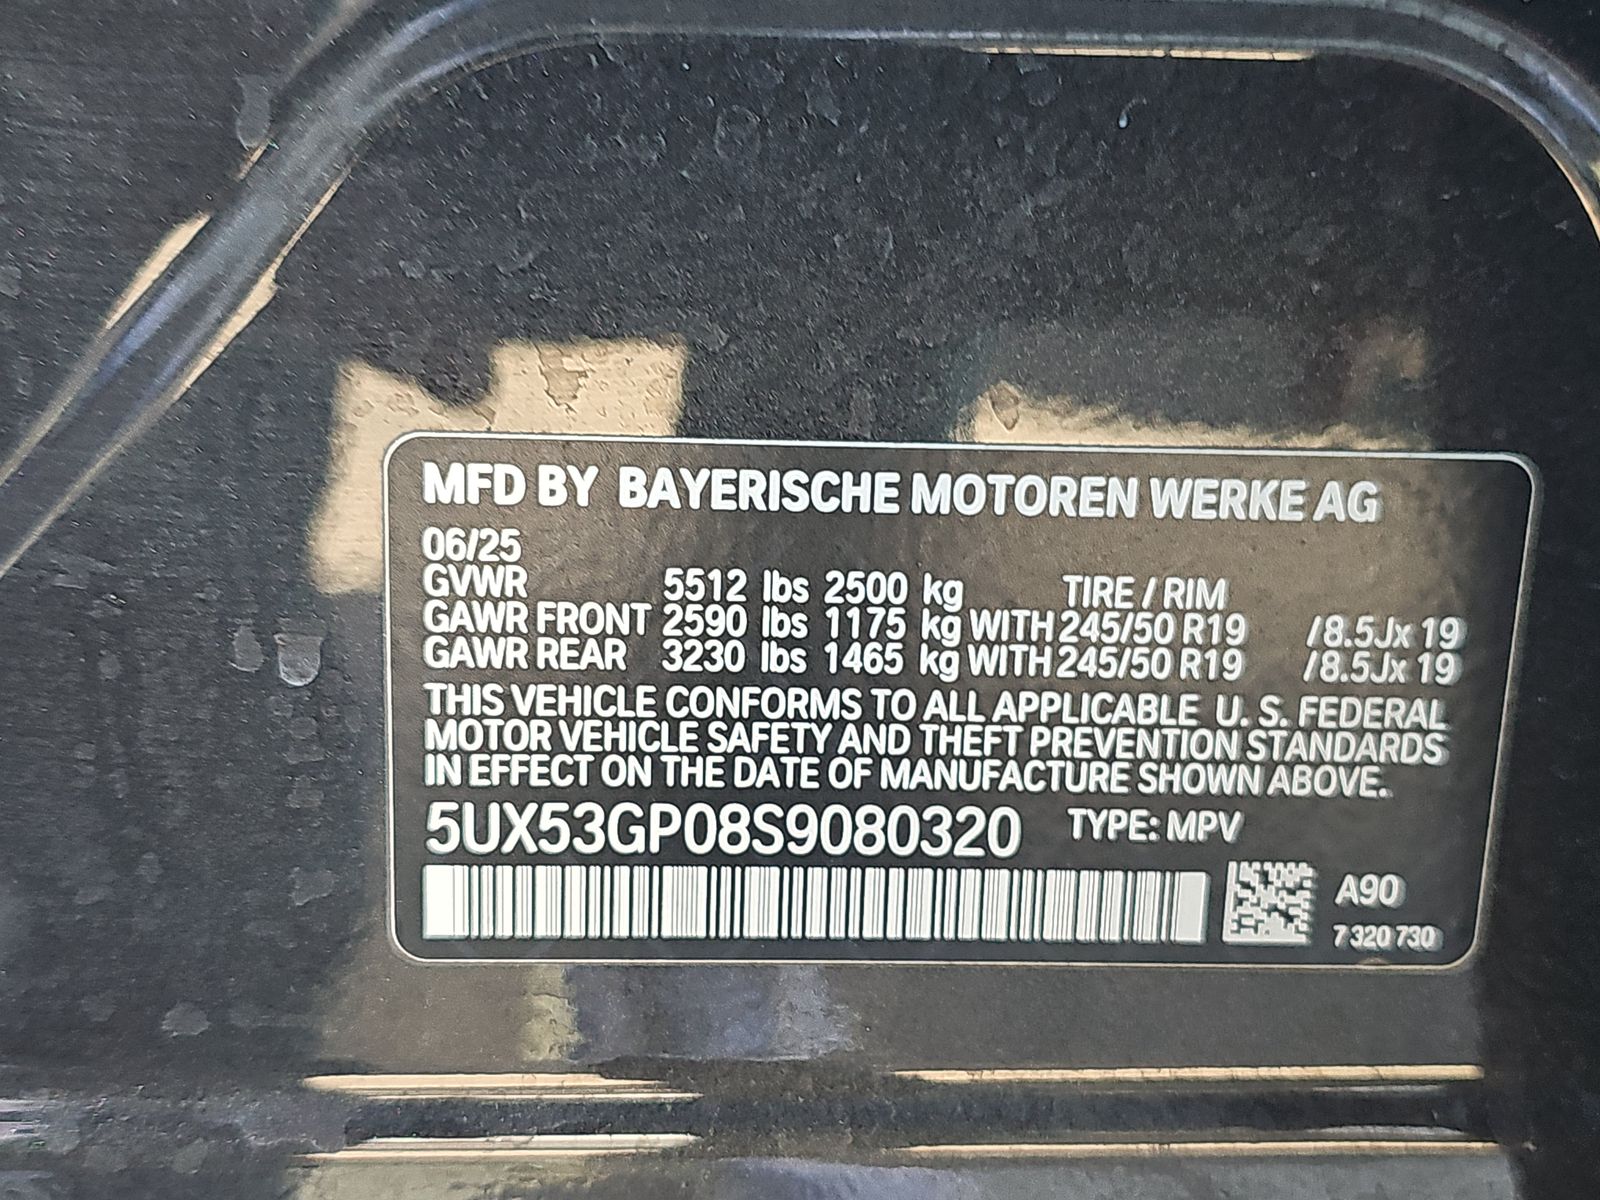 MFD BY BAYERISCHE MOTOREN WERKE AG
06/25
GVWR 5512 lbs 2500 kg TIRE / RIM
GAWR FRONT 2590 lbs 1175 kg WITH 245/50 R19 /8.5Jx 19
GAWR REAR 3230 lbs 1465 kg WITH 245/50 R19 /8.5Jx 19
THIS VEHICLE CONFORMS TO ALL APPLICABLE U. S. FEDERAL
MOTOR VEHICLE SAFETY AND THEFT PREVENTION STANDARDS
IN EFFECT ON THE DATE OF MANUFACTURE SHOWN ABOVE.
5UX53GP08S9080320 TYPE: MPV
A90
7 320 730